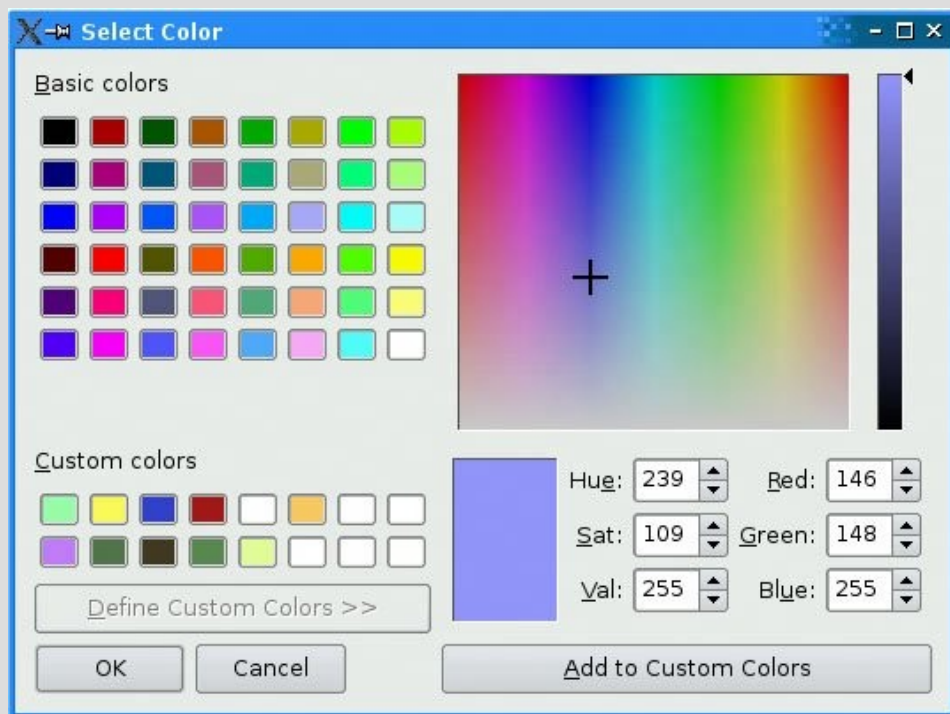 Select Color
Basic colors
Custom colors
Hue: 239 Red: 146
Sat: 109 Green: 148
Val: 255 Blue: 255
Define Custom Colors >>
OK Cancel Add to Custom Colors